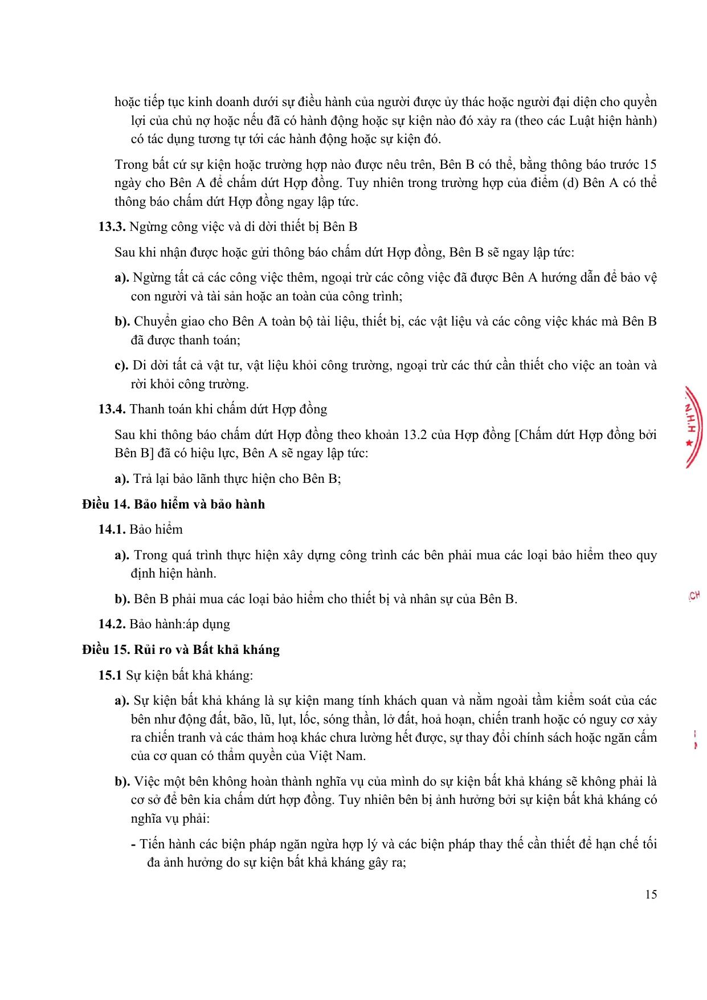 hoặc tiếp tục kinh doanh dưới sự điều hành của người được ủy thác hoặc người đại diện cho quyền
lợi của chủ nợ hoặc nếu đã có hành động hoặc sự kiện nào đó xảy ra (theo các Luật hiện hành)
có tác dụng tương tự tới các hành động hoặc sự kiện đó.
Trong bất cứ sự kiện hoặc trường hợp nào được nêu trên, Bên B có thể, bằng thông báo trước 15
ngày cho Bên A để chấm dứt Hợp đồng. Tuy nhiên trong trường hợp của điểm (d) Bên A có thể
thông báo chấm dứt Hợp đồng ngay lập tức.
13.3. Ngừng công việc và di dời thiết bị Bên B
Sau khi nhận được hoặc gửi thông báo chấm dứt Hợp đồng, Bên B sẽ ngay lập tức:
a). Ngừng tất cả các công việc thêm, ngoại trừ các công việc đã được Bên A hướng dẫn để bảo vệ
con người và tài sản hoặc an toàn của công trình;
b). Chuyển giao cho Bên A toàn bộ tài liệu, thiết bị, các vật liệu và các công việc khác mà Bên B
đã được thanh toán;
c). Di dời tất cả vật tư, vật liệu khỏi công trường, ngoại trừ các thứ cần thiết cho việc an toàn và
rời khỏi công trường.
13.4. Thanh toán khi chấm dứt Hợp đồng
Sau khi thông báo chấm dứt Hợp đồng theo khoản 13.2 của Hợp đồng [Chấm dứt Hợp đồng bởi
Bên B] đã có hiệu lực, Bên A sẽ ngay lập tức:
a). Trả lại bảo lãnh thực hiện cho Bên B;
Điều 14. Bảo hiểm và bảo hành
14.1. Bảo hiểm
a). Trong quá trình thực hiện xây dựng công trình các bên phải mua các loại bảo hiểm theo quy
định hiện hành.
b). Bên B phải mua các loại bảo hiểm cho thiết bị và nhân sự của Bên B.
14.2. Bảo hành:áp dụng
Điều 15. Rủi ro và Bất khả kháng
15.1 Sự kiện bất khả kháng:
a). Sự kiện bất khả kháng là sự kiện mang tính khách quan và nằm ngoài tầm kiểm soát của các
bên như động đất, bão, lũ, lụt, lốc, sóng thần, lở đất, hoả hoạn, chiến tranh hoặc có nguy cơ xảy
ra chiến tranh và các thảm hoạ khác chưa lường hết được, sự thay đổi chính sách hoặc ngăn cấm
của cơ quan có thẩm quyền của Việt Nam.
b). Việc một bên không hoàn thành nghĩa vụ của mình do sự kiện bất khả kháng sẽ không phải là
cơ sở để bên kia chấm dứt hợp đồng. Tuy nhiên bên bị ảnh hưởng bởi sự kiện bất khả kháng có
nghĩa vụ phải:
- Tiến hành các biện pháp ngăn ngừa hợp lý và các biện pháp thay thế cần thiết để hạn chế tối
đa ảnh hưởng do sự kiện bất khả kháng gây ra;
15
N.H.H
CH